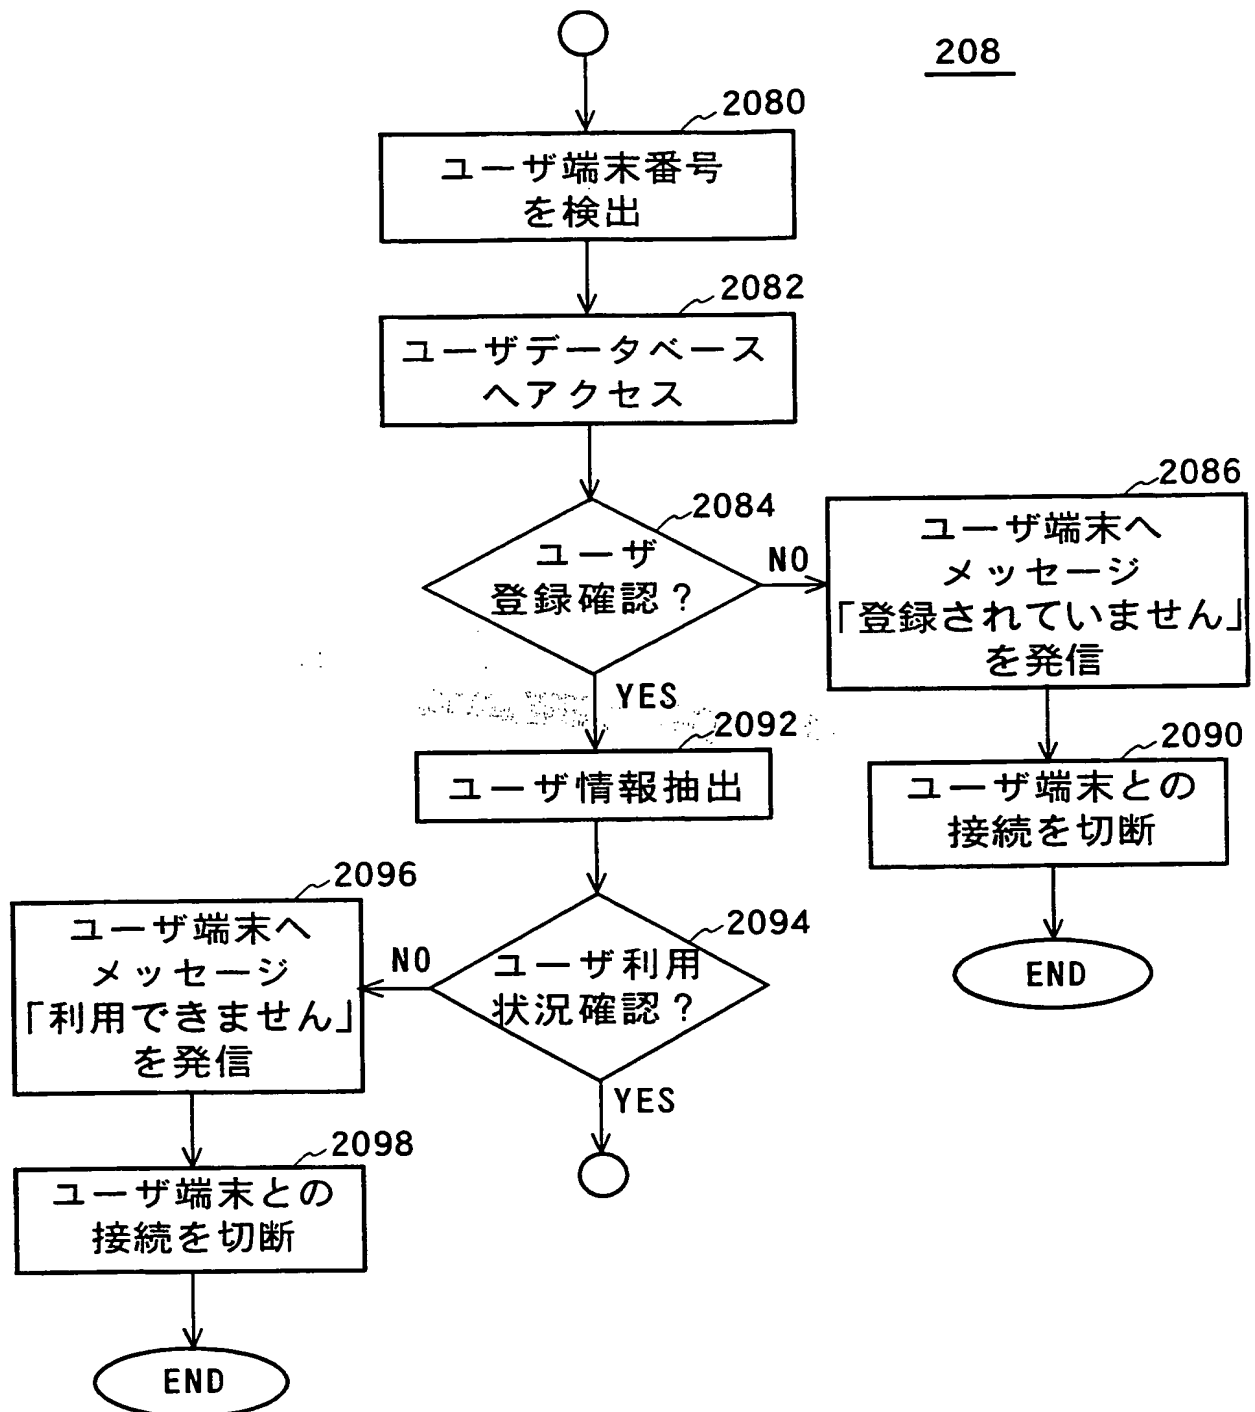 208
2080
ユーザ端末番号
を検出
2082
ユーザデータベース
へアクセス
2084
ユーザ
登録確認？
NO
2086
ユーザ端末へ
メッセージ
「登録されていません」
を発信
YES
2090
ユーザ端末との
接続を切断
END
2092
ユーザ情報抽出
2094
ユーザ利用
状況確認？
NO
2096
ユーザ端末へ
メッセージ
「利用できません」
を発信
YES
2098
ユーザ端末との
接続を切断
END